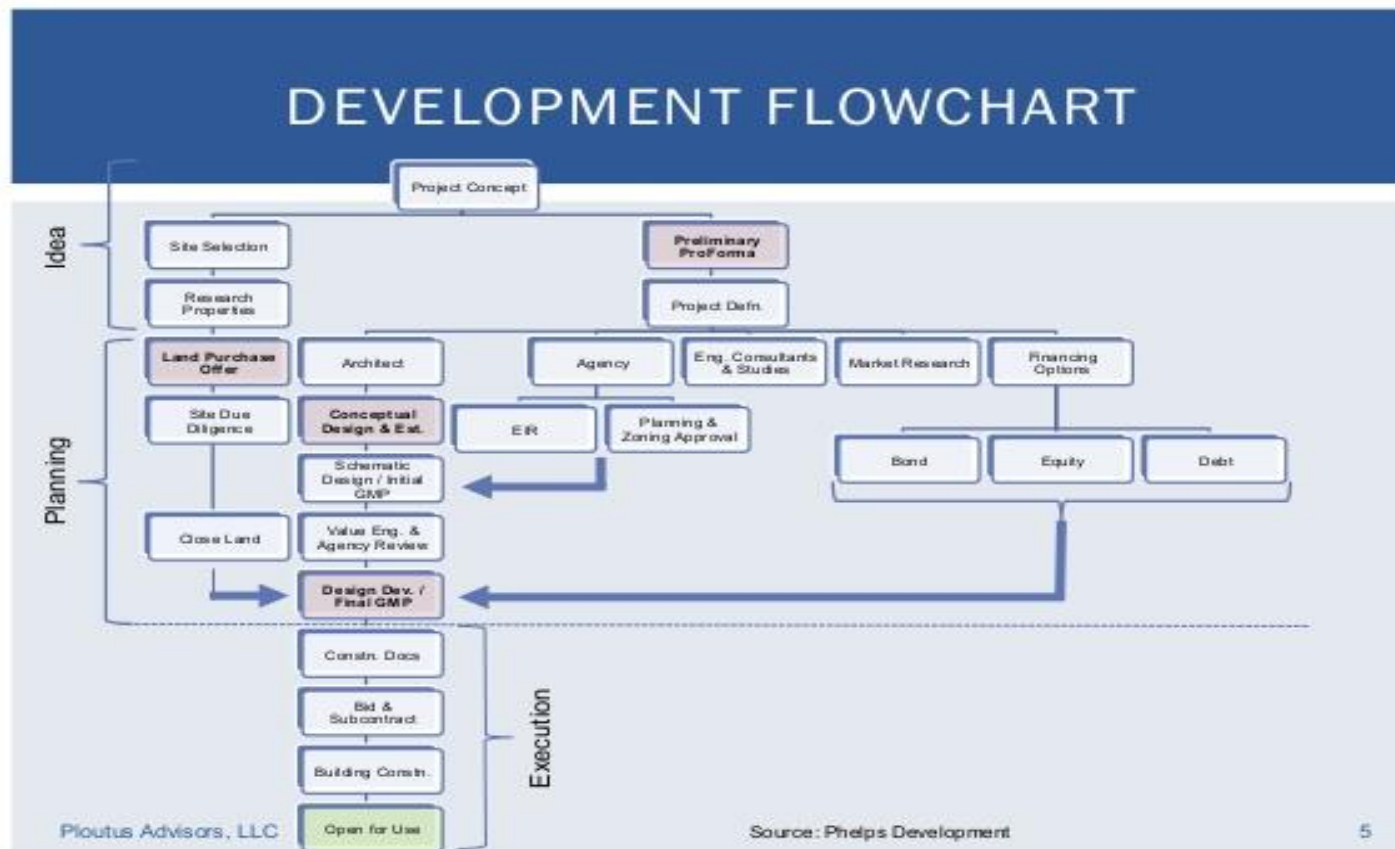 DEVELOPMENT FLOWCHART
Project Concept
Idea
Site Selection
Preliminary
ProForma
Research
Properties
Project Defn.
Planning
Land Purchase
Offer
Architect
Agency
Eng. Consultants
& Studies
Market Research
Financing
Options
Site Due
Diligence
Conceptual
Design & Est.
EIR
Planning &
Zoning Approval
Schematic
Design / Initial
GMP
Bond
Equity
Debt
Close Land
Value Eng. &
Agency Review
Design Dev. /
Final GMP
Execution
Constn. Docs
Bid &
Subcontract
Building Constn.
Open for Use
Ploutus Advisors, LLC
Source: Phelps Development
5